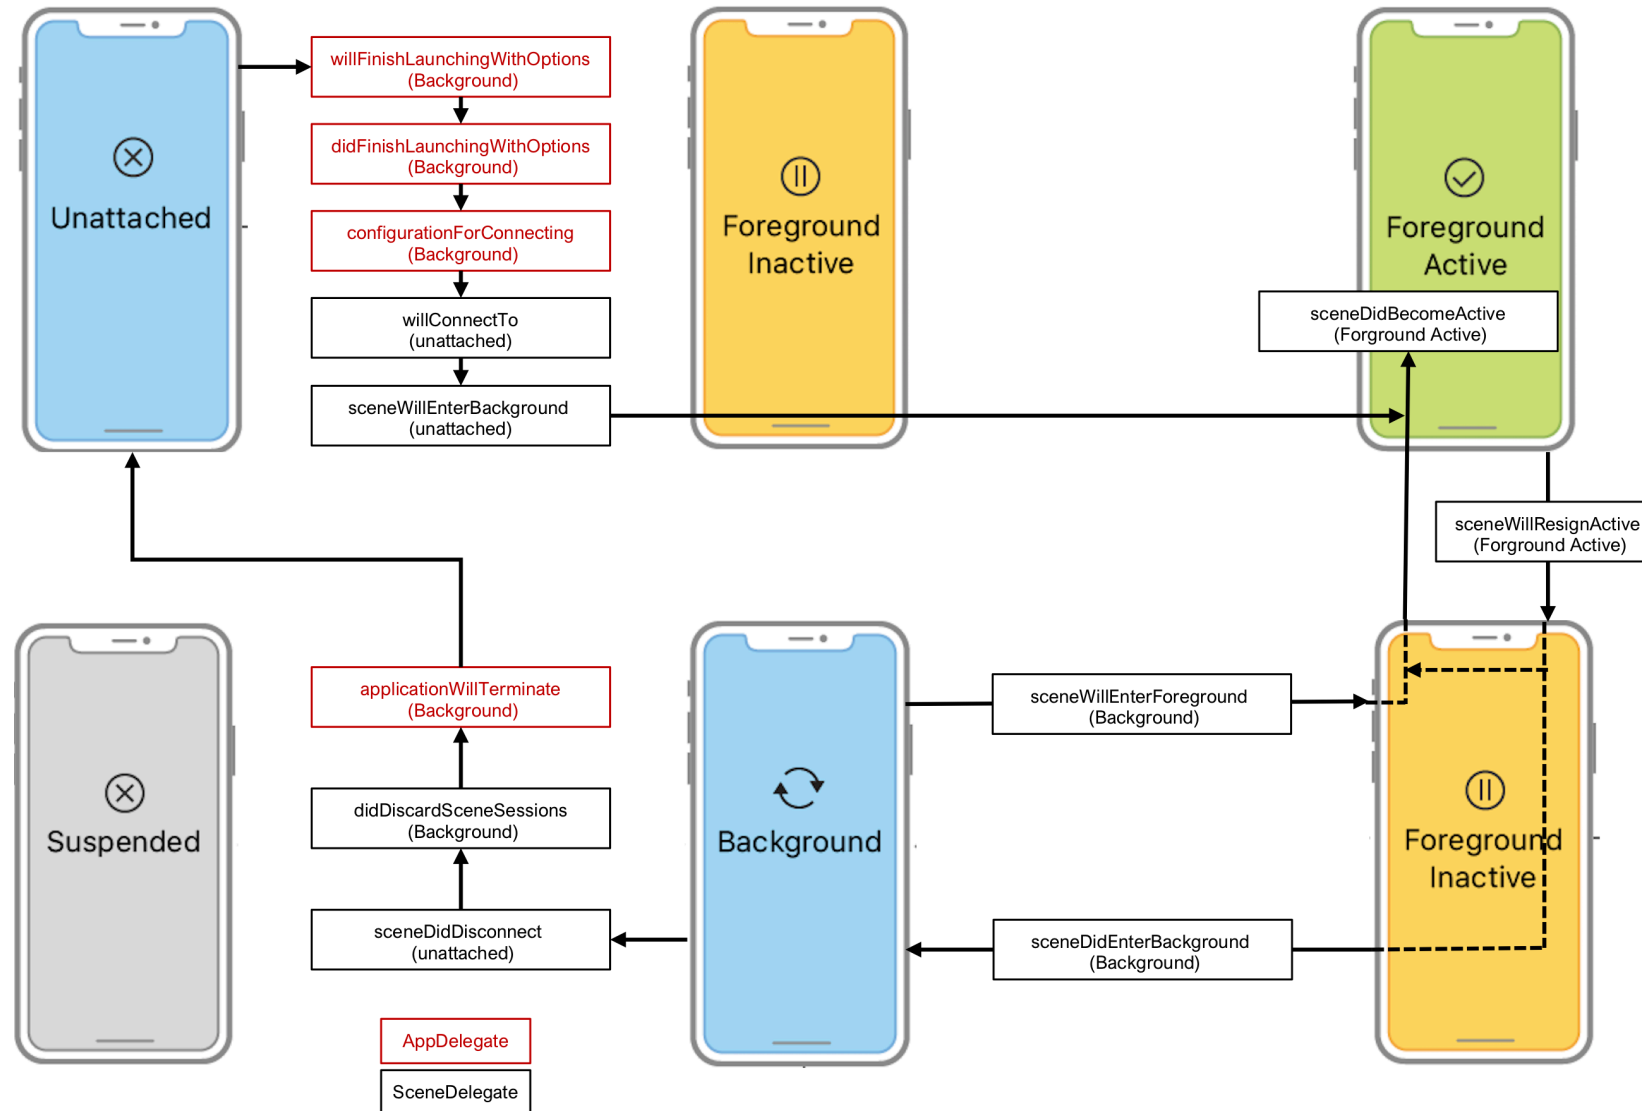 Unattached
willFinishLaunchingWithOptions
(Background)
didFinishLaunchingWithOptions
(Background)
configurationForConnecting
(Background)
willConnectTo
(unattached)
sceneWillEnterBackground
(unattached)
Foreground
Inactive
Foreground
Active
sceneDidBecomeActive
(Forground Active)
sceneWillResignActive
(Forground Active)
Suspended
applicationWillTerminate
(Background)
didDiscardSceneSessions
(Background)
sceneDidDisconnect
(unattached)
Background
sceneWillEnterForeground
(Background)
sceneDidEnterBackground
(Background)
Foreground
Inactive
AppDelegate
SceneDelegate